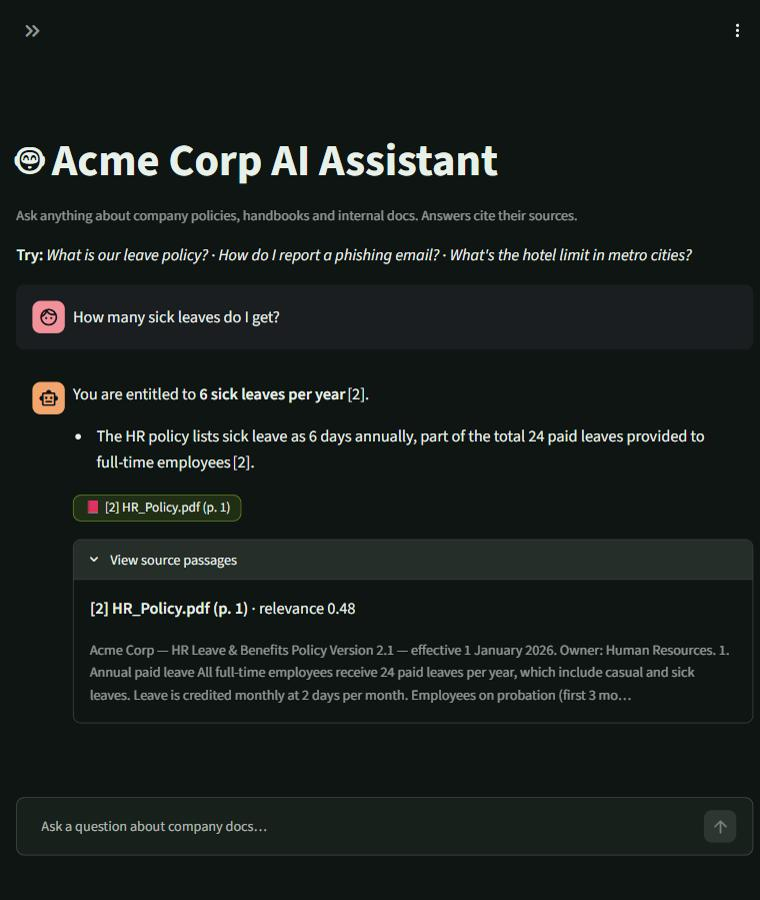 Acme Corp AI Assistant
Ask anything about company policies, handbooks and internal docs. Answers cite their sources.
Try: What is our leave policy? · How do I report a phishing email? · What's the hotel limit in metro cities?
How many sick leaves do I get?
You are entitled to 6 sick leaves per year [2].
• The HR policy lists sick leave as 6 days annually, part of the total 24 paid leaves provided to
full-time employees [2].
[2] HR_Policy.pdf (p. 1)
View source passages
[2] HR_Policy.pdf (p. 1) · relevance 0.48
Acme Corp — HR Leave & Benefits Policy Version 2.1 — effective 1 January 2026. Owner: Human Resources. 1.
Annual paid leave All full-time employees receive 24 paid leaves per year, which include casual and sick
leaves. Leave is credited monthly at 2 days per month. Employees on probation (first 3 mo…
Ask a question about company docs…